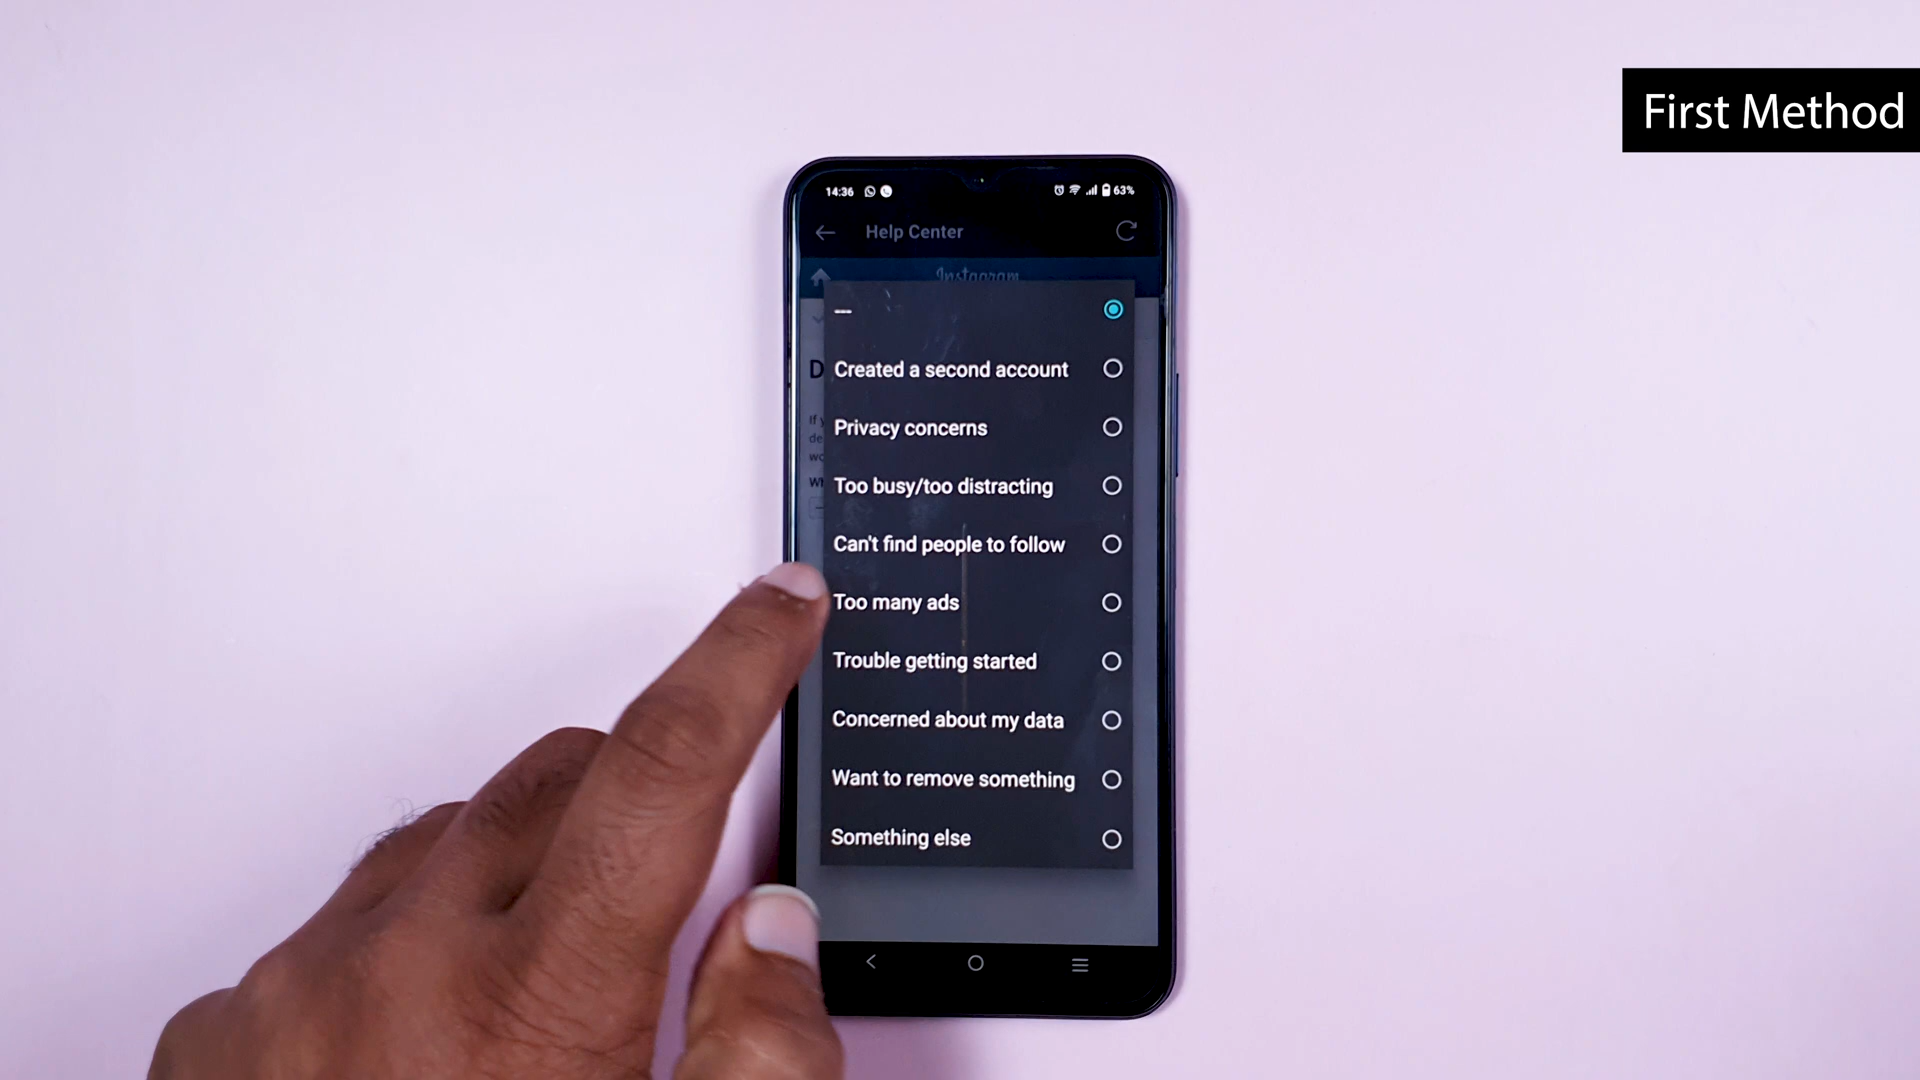 First Method
14:36
63%
Help Center
Instagram
---
Created a second account
Privacy concerns
Too busy/too distracting
Can't find people to follow
Too many ads
Trouble getting started
Concerned about my data
Want to remove something
Something else